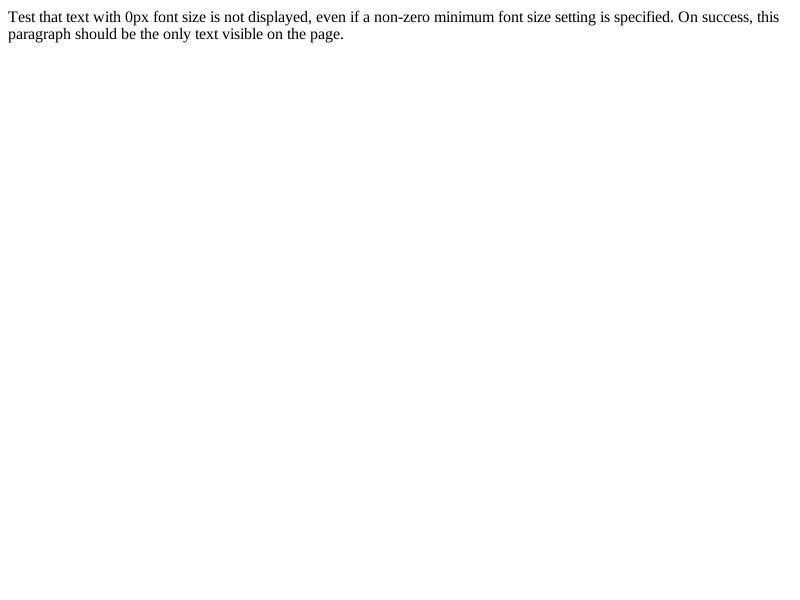 Test that text with 0px font size is not displayed, even if a non-zero minimum font size setting is specified. On success, this
paragraph should be the only text visible on the page.